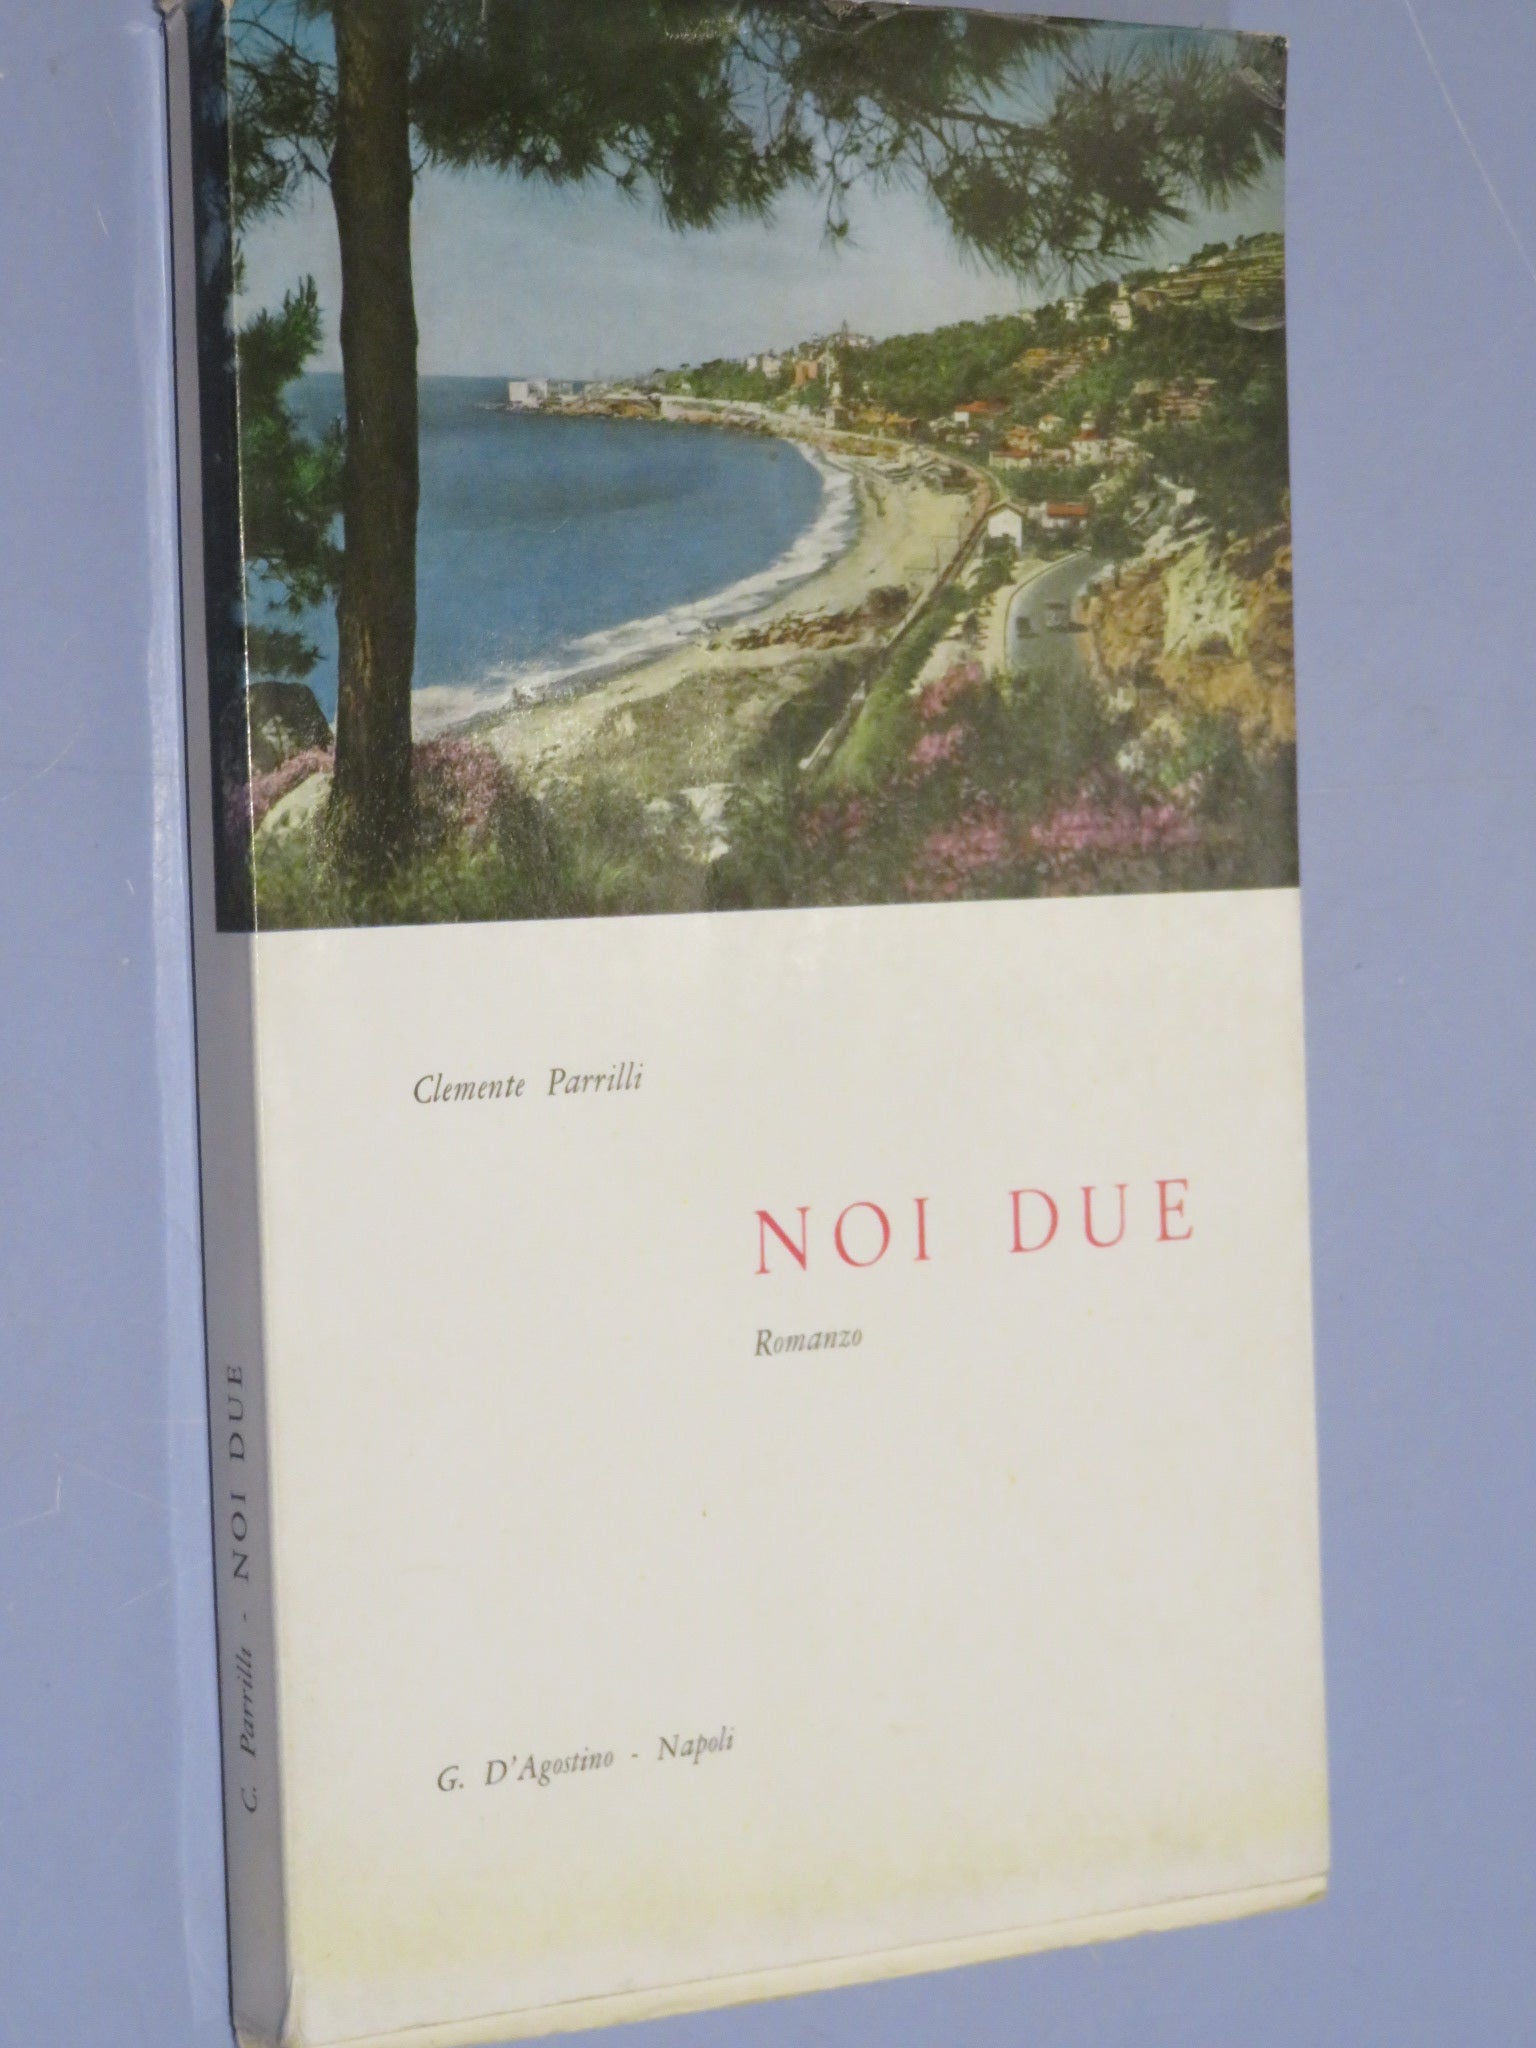 Clemente Parrilli
NOI DUE
Romanzo
G. D'Agostino - Napoli
C. Parrilli - NOI DUE